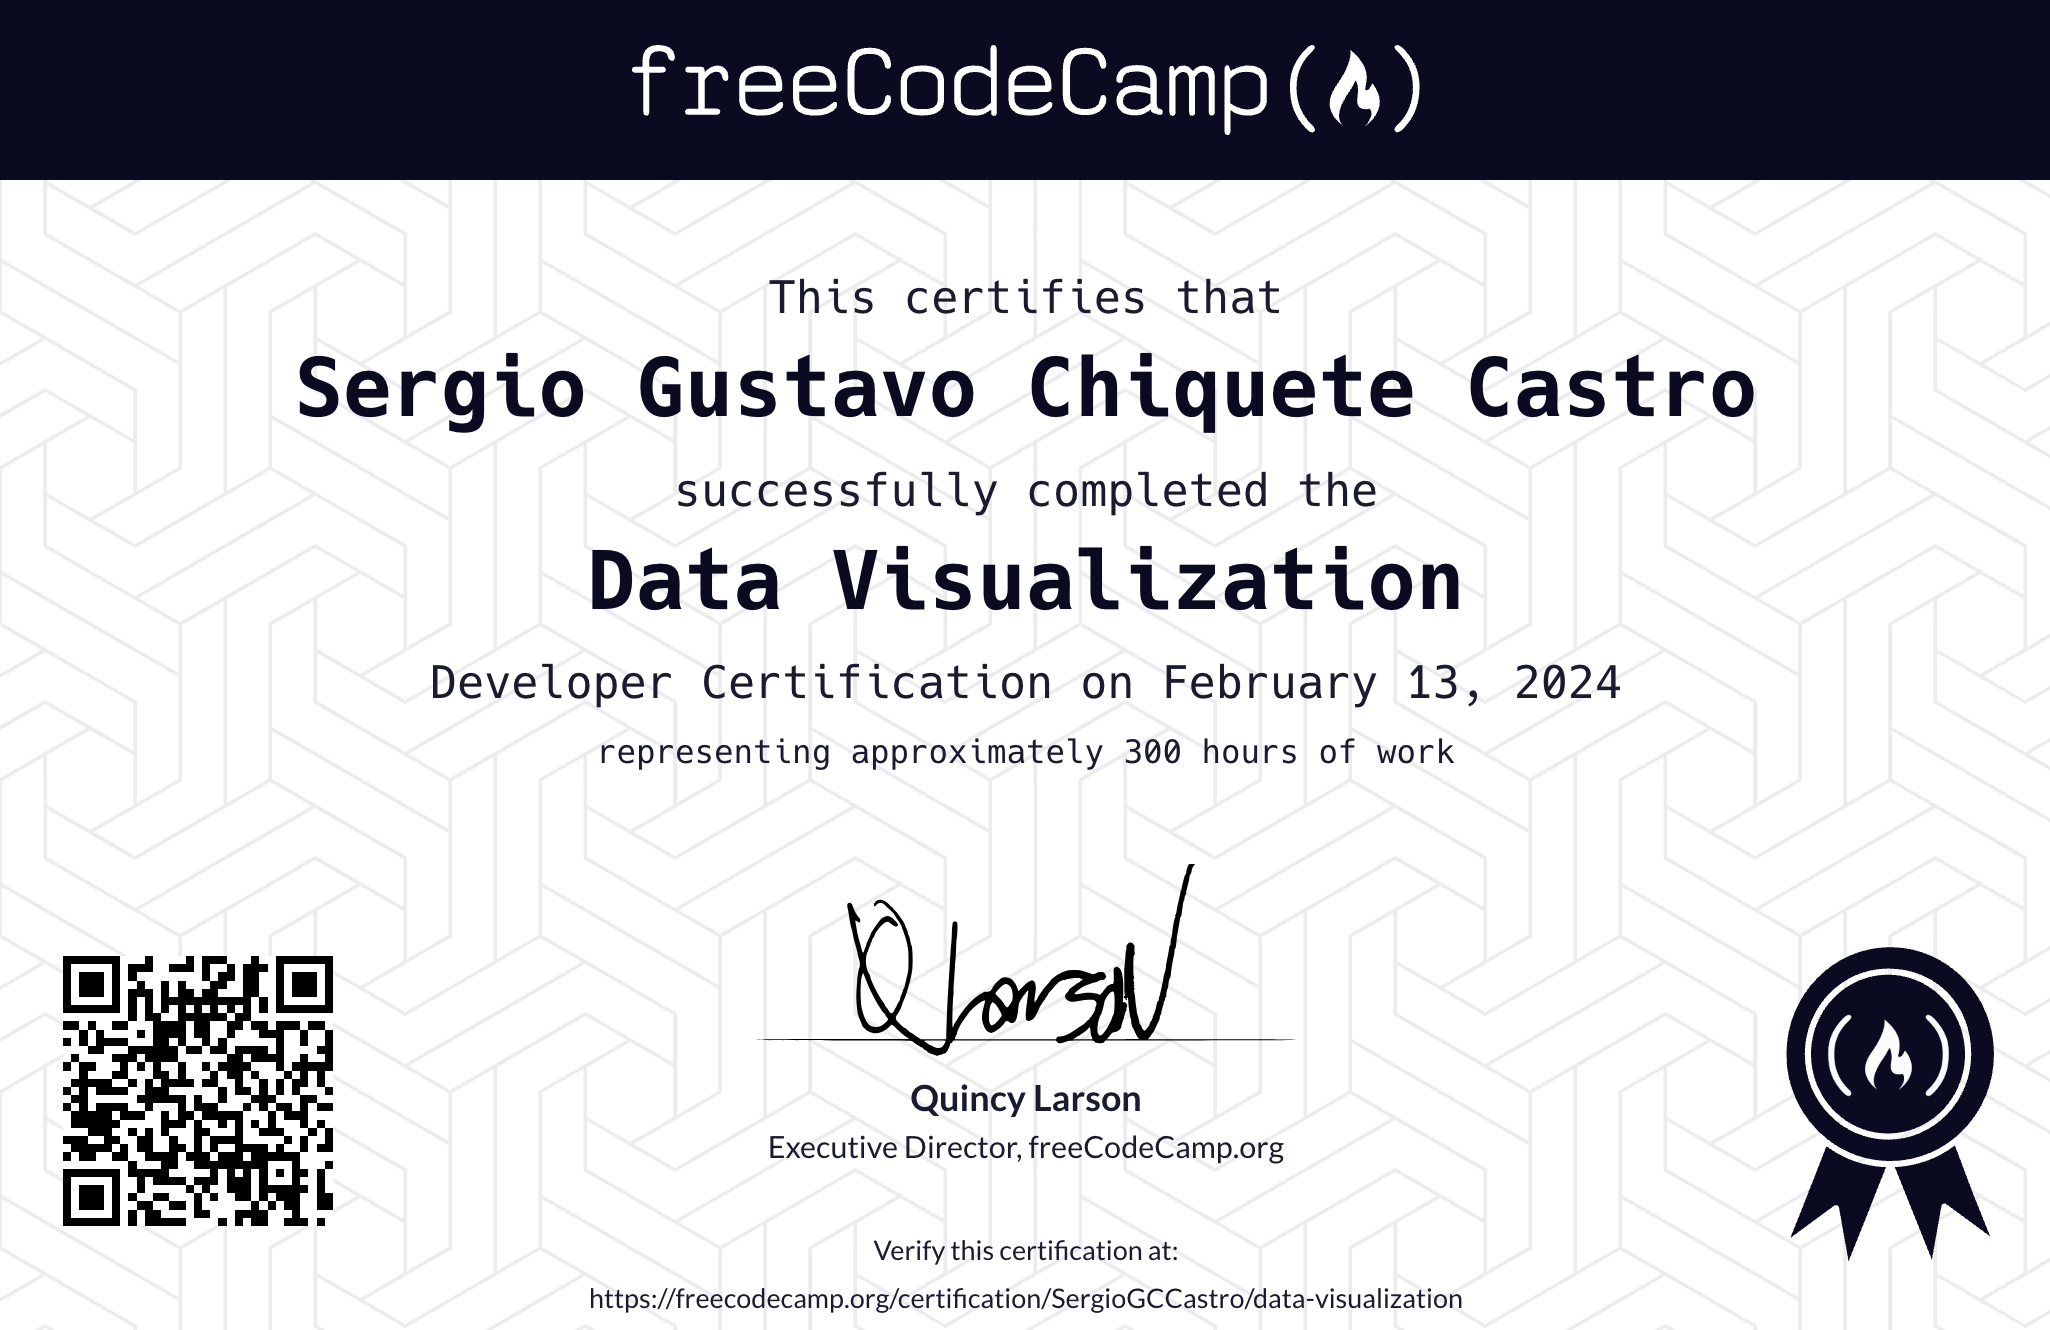 freeCodeCamp
This certifies that
Sergio Gustavo Chiquete Castro
successfully completed the
Data Visualization
Developer Certification on February 13, 2024
representing approximately 300 hours of work
Q Larson
Quincy Larson
Executive Director, freeCodeCamp.org
Verify this certification at:
https://freecodecamp.org/certification/SergioGCCastro/data-visualization